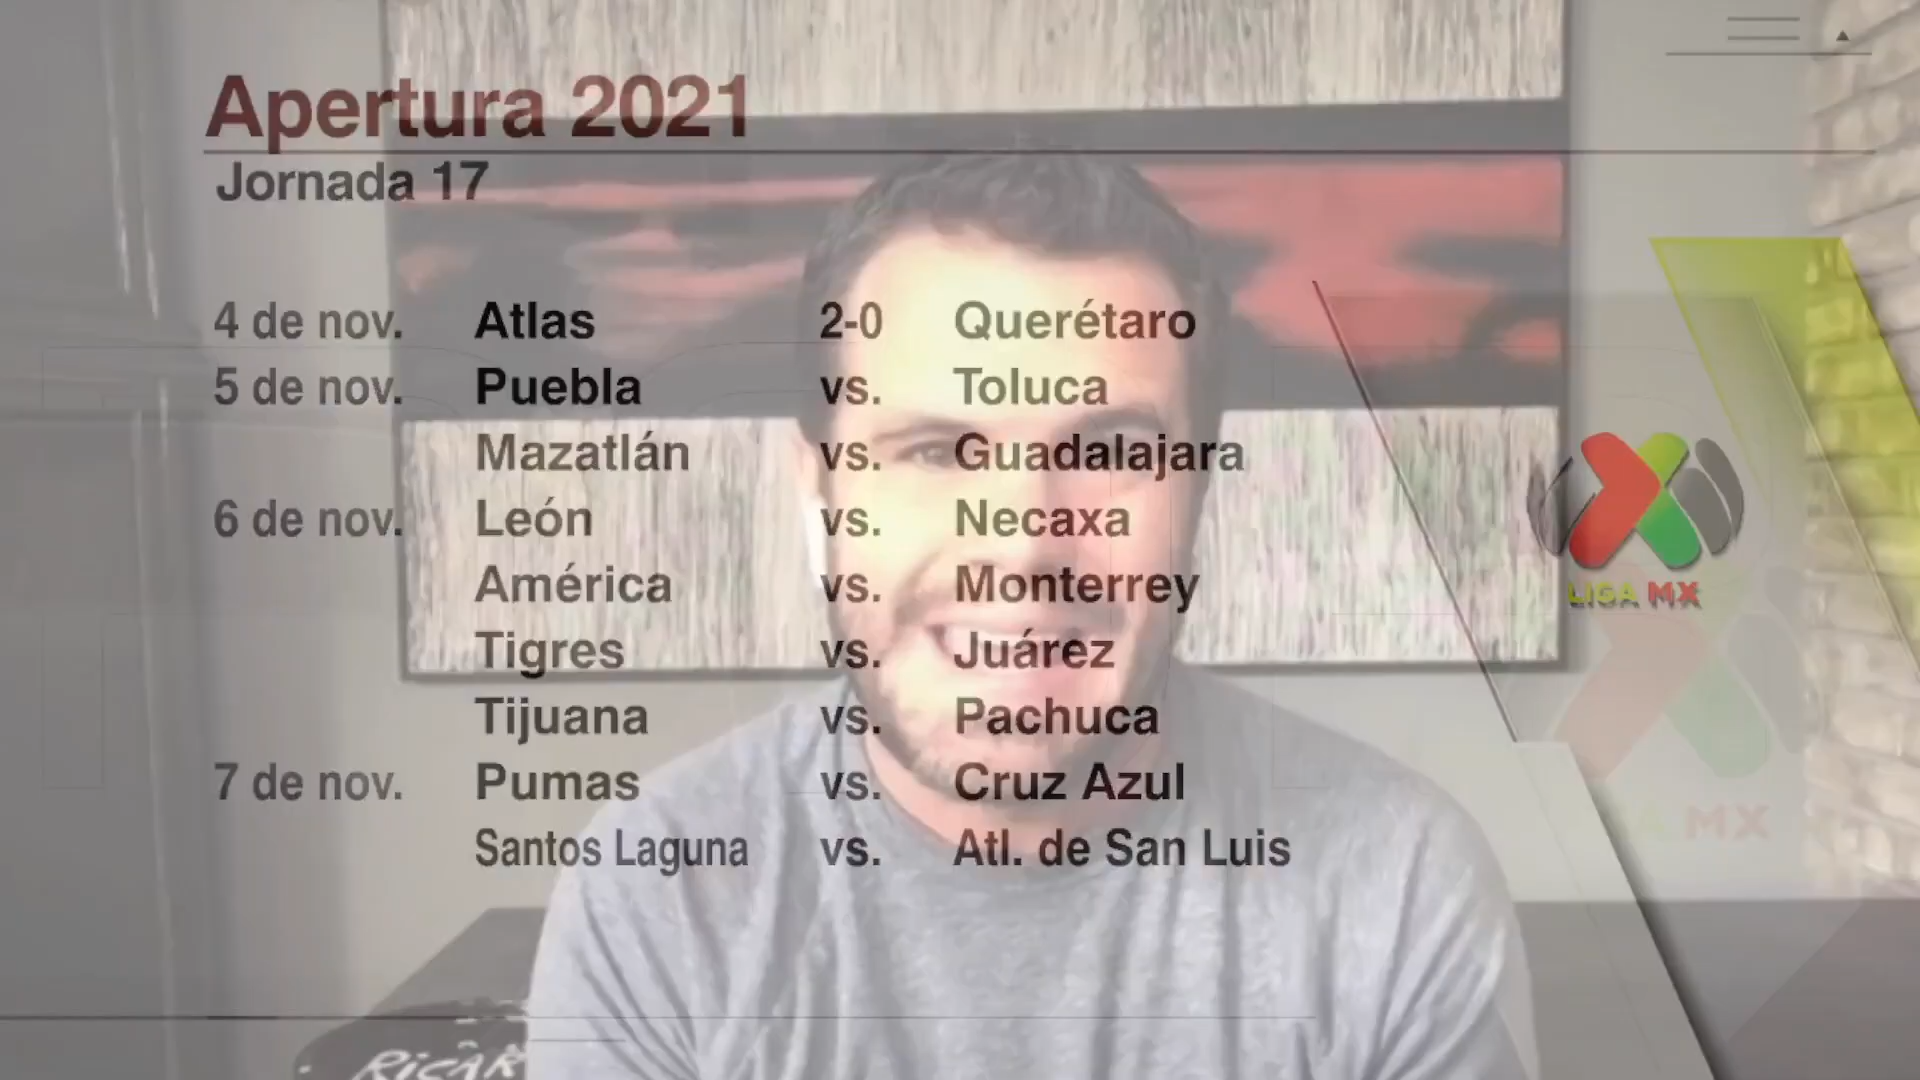 Apertura 2021
Jornada 17
4 de nov. Atlas 2-0 Querétaro
5 de nov. Puebla vs. Toluca
Mazatlán vs. Guadalajara
6 de nov. León vs. Necaxa
América vs. Monterrey
Tigres vs. Juárez
Tijuana vs. Pachuca
7 de nov. Pumas vs. Cruz Azul
Santos Laguna vs. Atl. de San Luis
LIGA MX
MX